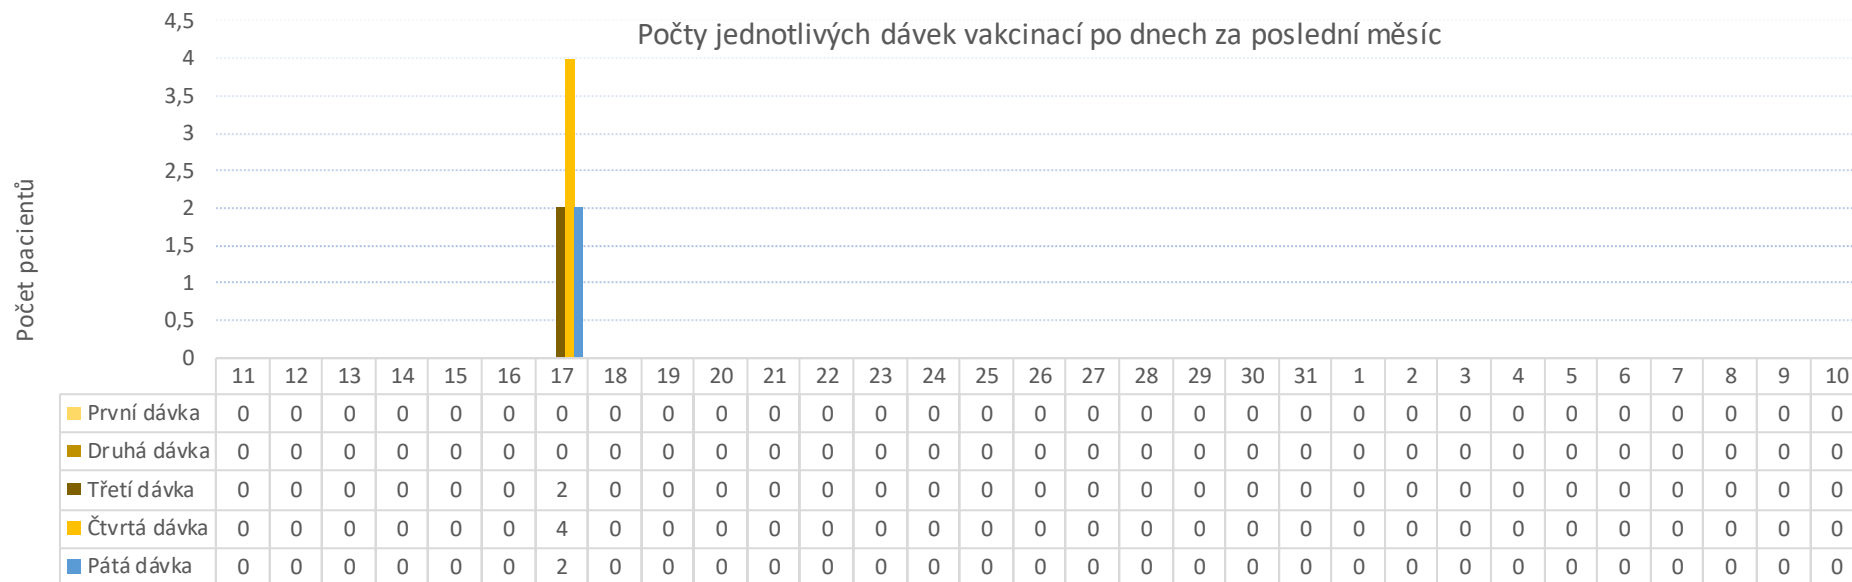 Počty jednotlivých dávek vakcinací po dnech za poslední měsíc
Počet pacientů
4,5
4
3,5
3
2,5
2
1,5
1
0,5
0
11 12 13 14 15 16 17 18 19 20 21 22 23 24 25 26 27 28 29 30 31 1 2 3 4 5 6 7 8 9 10
První dávka 0 0 0 0 0 0 0 0 0 0 0 0 0 0 0 0 0 0 0 0 0 0 0 0 0 0 0 0 0 0 0
Druhá dávka 0 0 0 0 0 0 0 0 0 0 0 0 0 0 0 0 0 0 0 0 0 0 0 0 0 0 0 0 0 0 0
Třetí dávka 0 0 0 0 0 0 2 0 0 0 0 0 0 0 0 0 0 0 0 0 0 0 0 0 0 0 0 0 0 0 0
Čtvrtá dávka 0 0 0 0 0 0 4 0 0 0 0 0 0 0 0 0 0 0 0 0 0 0 0 0 0 0 0 0 0 0 0
Pátá dávka 0 0 0 0 0 0 2 0 0 0 0 0 0 0 0 0 0 0 0 0 0 0 0 0 0 0 0 0 0 0 0